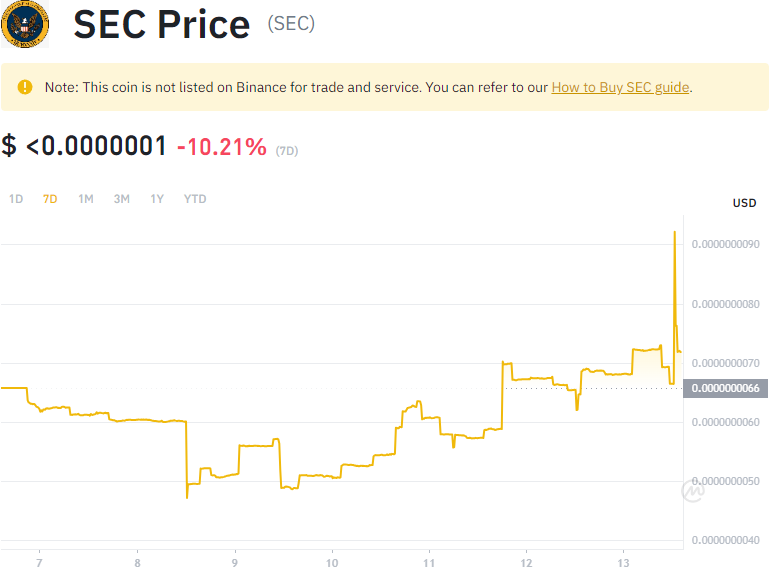 SEC Price (SEC)
Note: This coin is not listed on Binance for trade and service. You can refer to our How to Buy SEC guide.
$ <0.0000001 -10.21% (7D)
1D 7D 1M 3M 1Y YTD
USD
0.0000000090
0.0000000080
0.0000000070
0.0000000066
0.0000000060
0.0000000050
0.0000000040
7 8 9 10 11 12 13